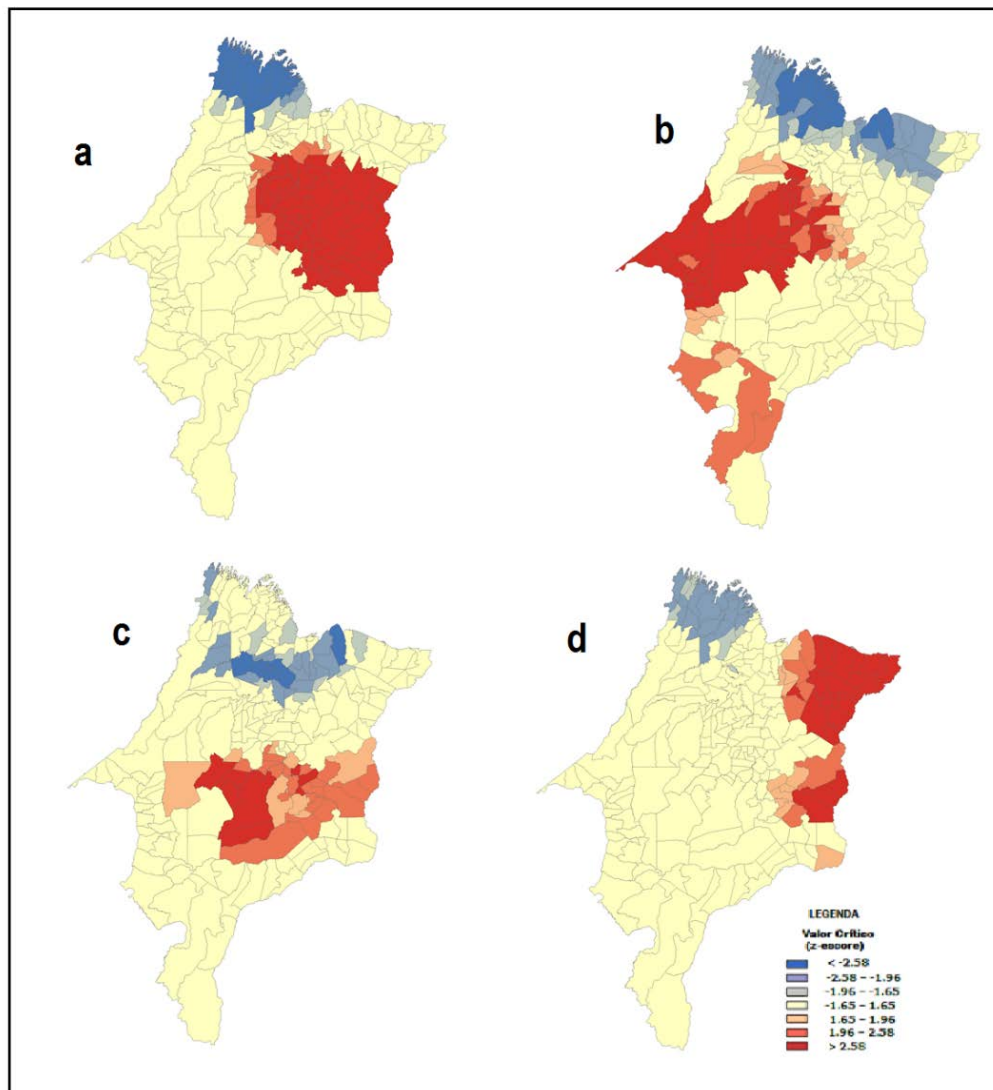 a
b
c
d
LEGENDA
Valor Crítico
(z-escore)
< -2.58
-2.58 – -1.96
-1.96 – -1.65
-1.65 – 1.65
1.65 – 1.96
1.96 – 2.58
> 2.58